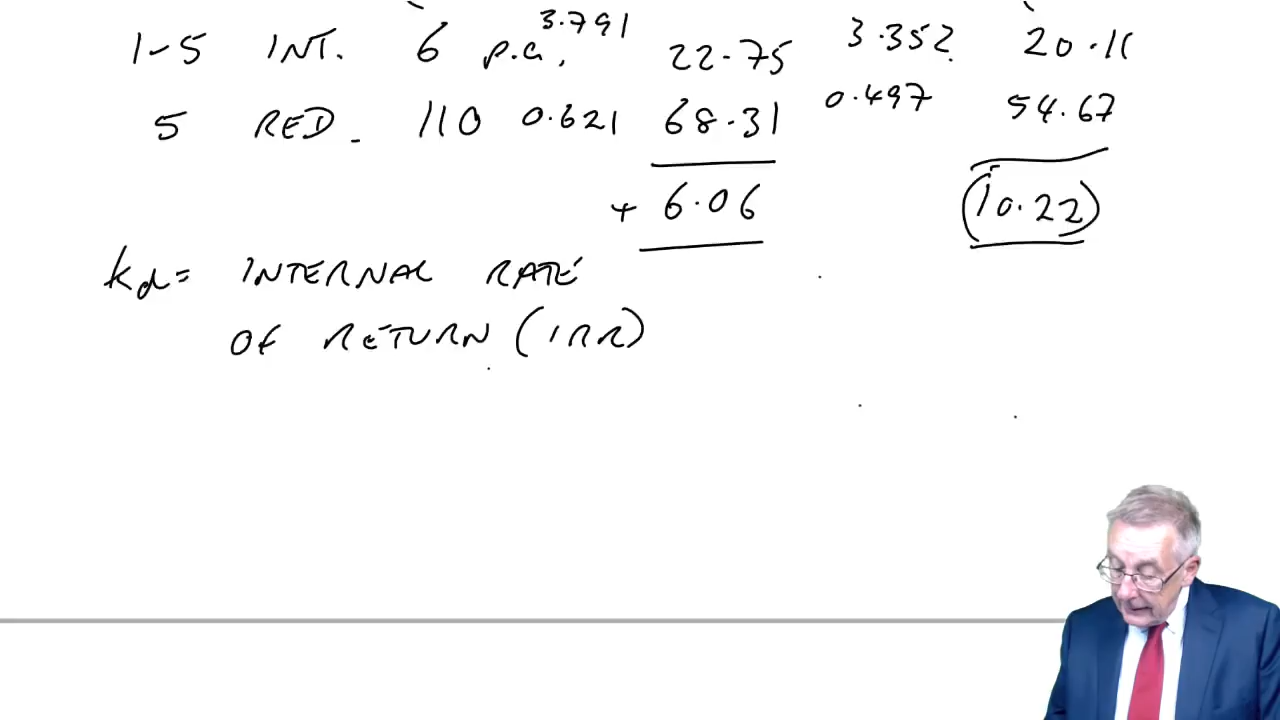 1-5 INT. 6 p.a. 3.791 22.75 3.352 20.11
5 RED. 110 0.621 68.31 0.497 54.67
+ 6.06 (10.22)
kd = INTERNAL RATE
OF RETURN (IRR)